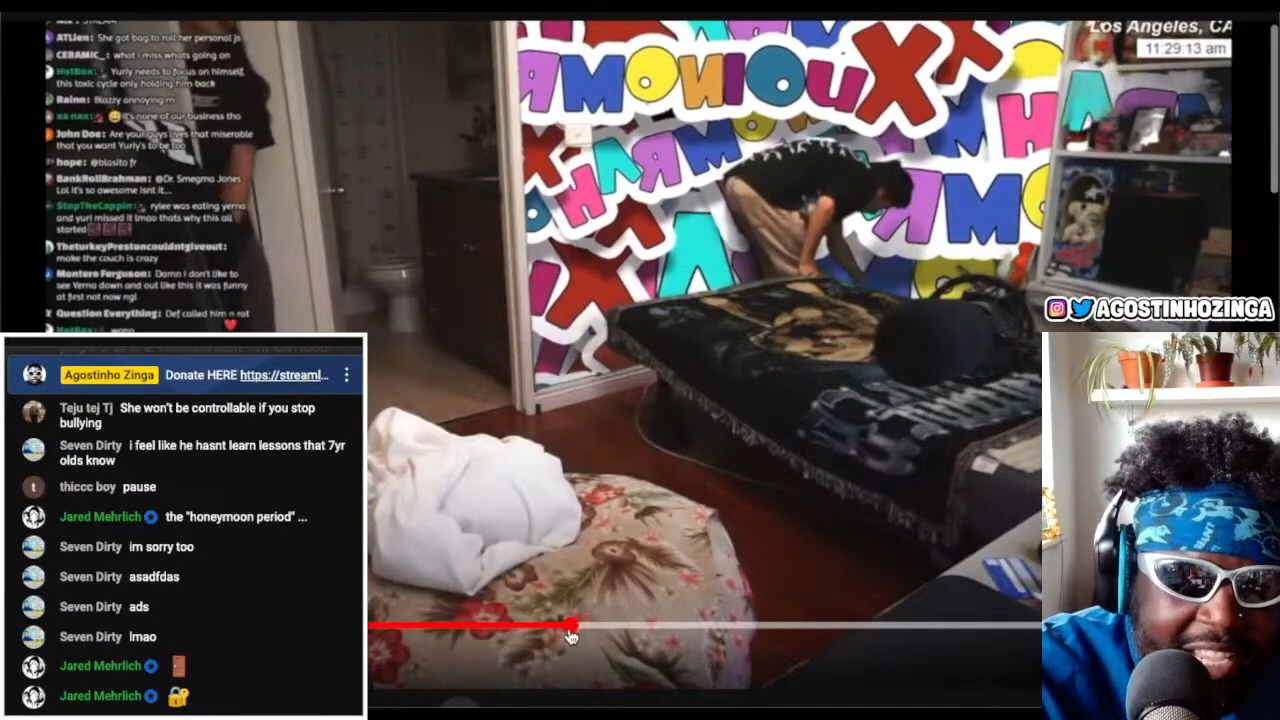 ATLien: She got bag to roll her personal js
CERAMIC_: what I miss whats going on
HotBox: Yurly needs to focus on himself,
this toxic cycle only holding him back
Rainn: Blazzy annoying rn
xa nax: It's none of our business tho
John Doe: Are your guys lives that miserable
that you want Yurly's to be too
hope: @blasito fr
BankRollBrahman: @Dr. Smegma Jones
Lol It's so awesome isnt it....
StopTheCappin: rylee was eating yerna
and yuri missed it lmao thats why this all
started
TheturkeyPrestoncouldntgiveout:
make the couch is crazy
Montero Ferguson: Damn I don't like to
see Yerna down and out like this it was funny
at first not now ngl
Question Everything: Def called him n rat
HotBox: wong
Los Angeles, CA
11:29:13 am
AGOSTINHOZINGA
Agostinho Zinga Donate HERE https://streaml...
Teju tej Tj She won't be controllable if you stop
bullying
Seven Dirty i feel like he hasnt learn lessons that 7yr
olds know
thiccc boy pause
Jared Mehrlich the "honeymoon period" ...
Seven Dirty im sorry too
Seven Dirty asadfdas
Seven Dirty ads
Seven Dirty lmao
Jared Mehrlich
Jared Mehrlich